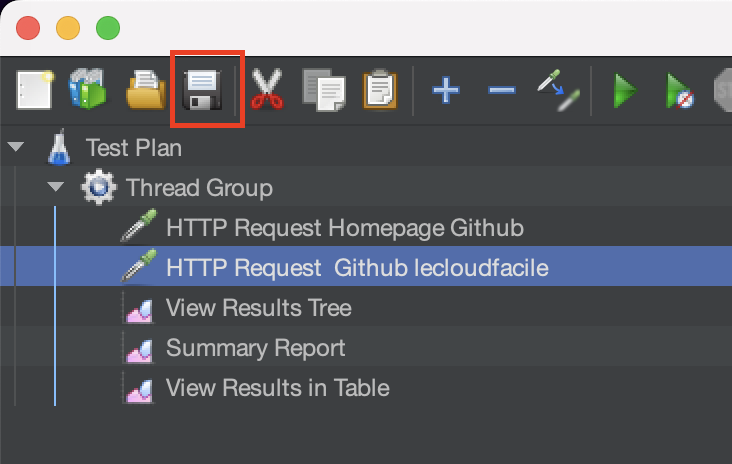 Test Plan
Thread Group
HTTP Request Homepage Github
HTTP Request  Github lecloudfacile
View Results Tree
Summary Report
View Results in Table